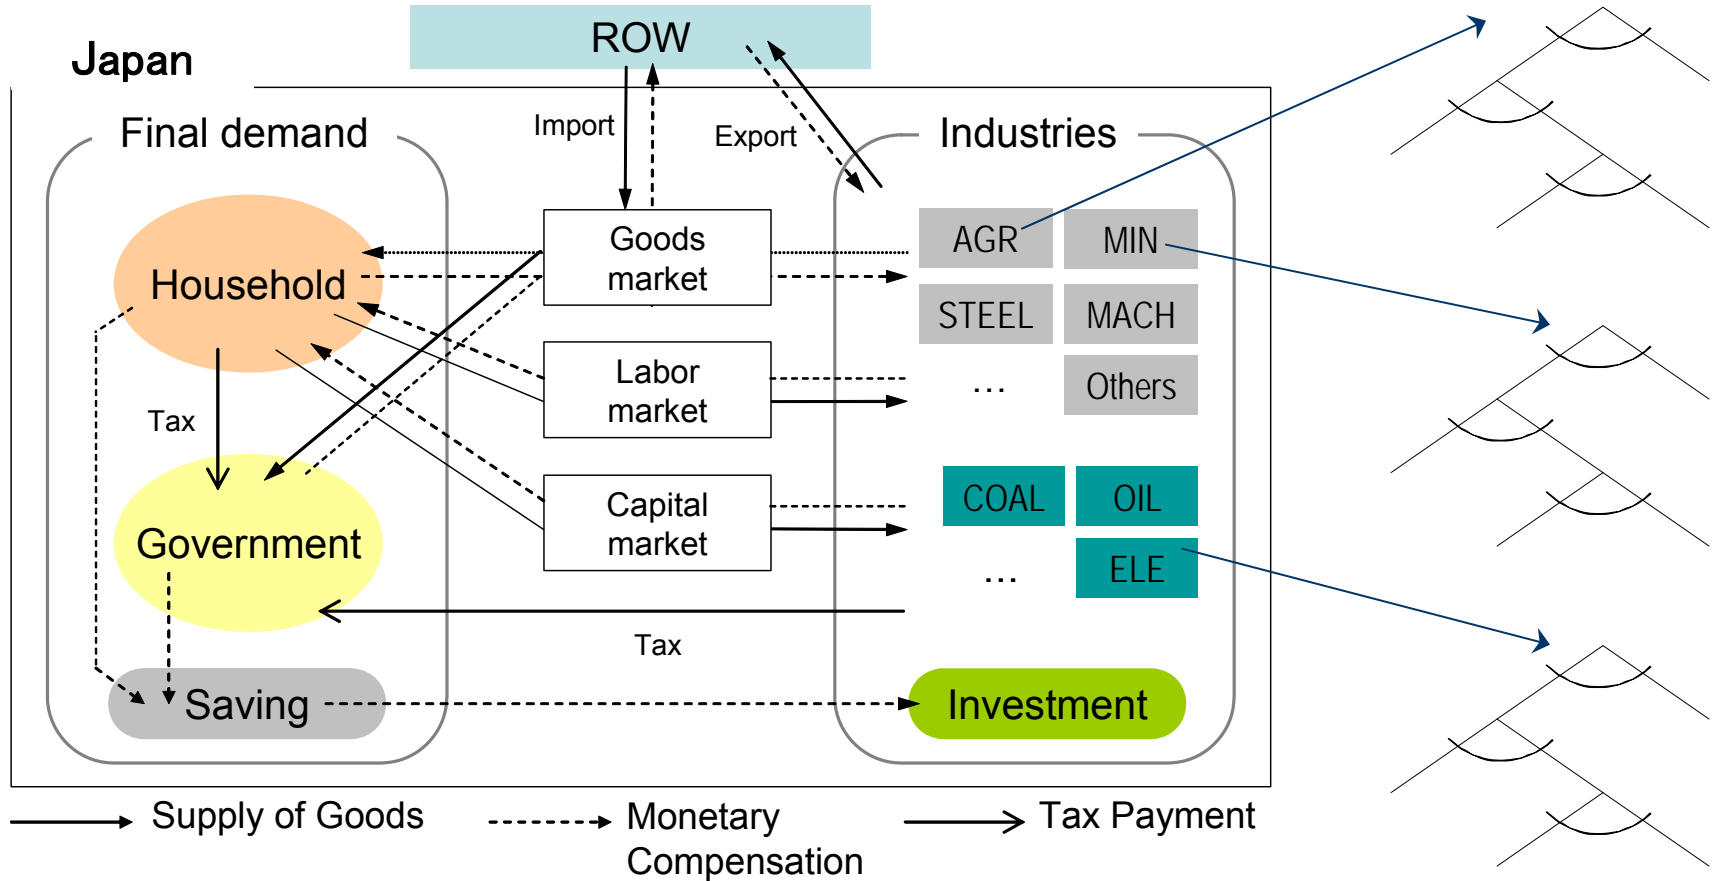 ROW
Japan
Final demand
Import
Export
Industries
Household
Goods
market
AGR
MIN
STEEL
MACH
Labor
market
...
Others
Tax
Government
Capital
market
COAL
OIL
...
ELE
Tax
Saving
Investment
Supply of Goods
Monetary
Compensation
Tax Payment